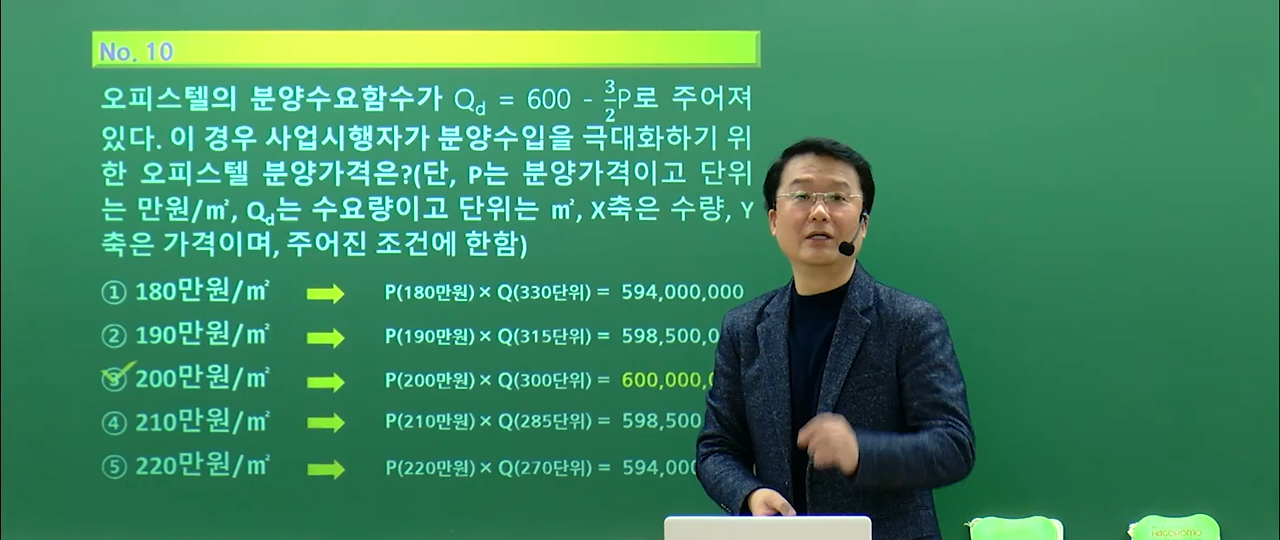 No. 10
오피스텔의 분양수요함수가 Qd = 600 - 3/2P로 주어져
있다. 이 경우 사업시행자가 분양수입을 극대화하기 위
한 오피스텔 분양가격은?(단, P는 분양가격이고 단위
는 만원/㎡, Qd는 수요량이고 단위는 ㎡, X축은 수량, Y
축은 가격이며, 주어진 조건에 한함)
① 180만원/㎡ P(180만원) × Q(330단위) = 594,000,000
② 190만원/㎡ P(190만원) × Q(315단위) = 598,500,0
③ 200만원/㎡ P(200만원) × Q(300단위) = 600,000,0
④ 210만원/㎡ P(210만원) × Q(285단위) = 598,500
⑤ 220만원/㎡ P(220만원) × Q(270단위) = 594,000
HAGOROMO